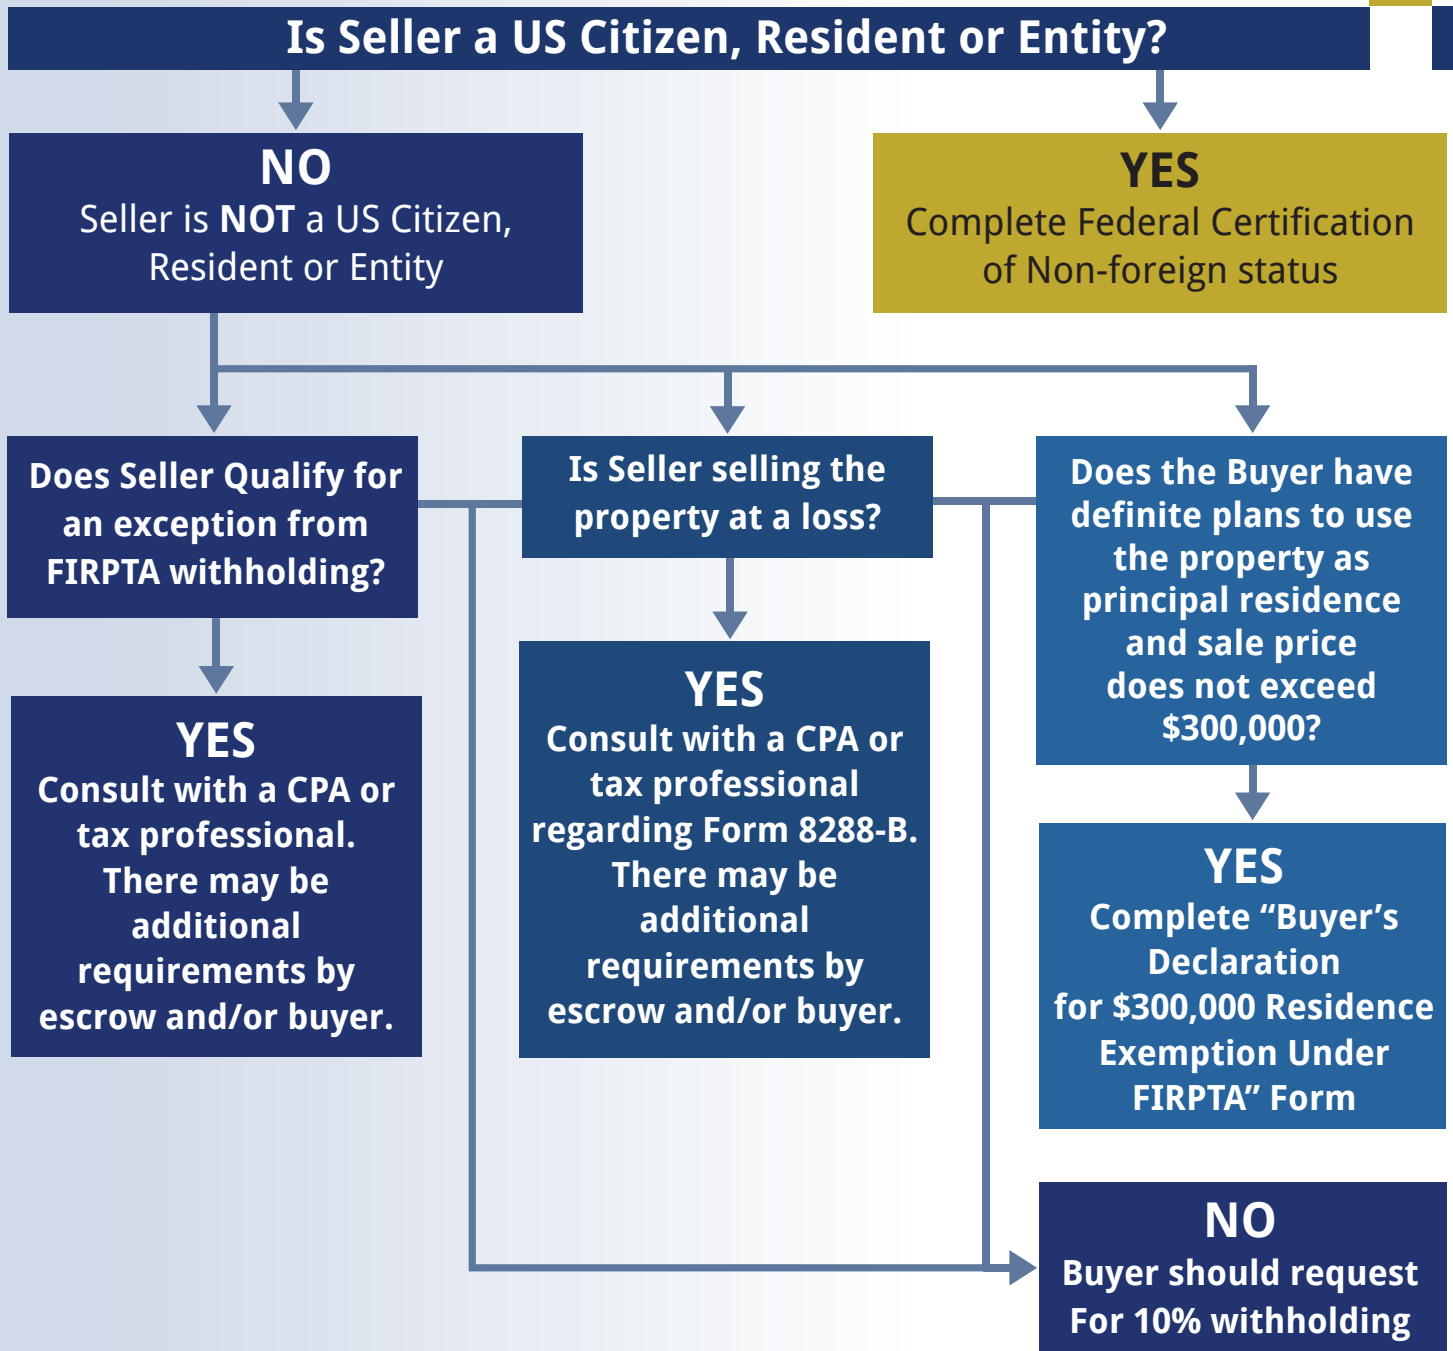 Is Seller a US Citizen, Resident or Entity?
NO
Seller is NOT a US Citizen,
Resident or Entity
YES
Complete Federal Certification
of Non-foreign status
Does Seller Qualify for
an exception from
FIRPTA withholding?
YES
Consult with a CPA or
tax professional.
There may be
additional
requirements by
escrow and/or buyer.
Is Seller selling the
property at a loss?
YES
Consult with a CPA or
tax professional
regarding Form 8288-B.
There may be
additional
requirements by
escrow and/or buyer.
Does the Buyer have
definite plans to use
the property as
principal residence
and sale price
does not exceed
$300,000?
YES
Complete “Buyer’s
Declaration
for $300,000 Residence
Exemption Under
FIRPTA” Form
NO
Buyer should request
For 10% withholding